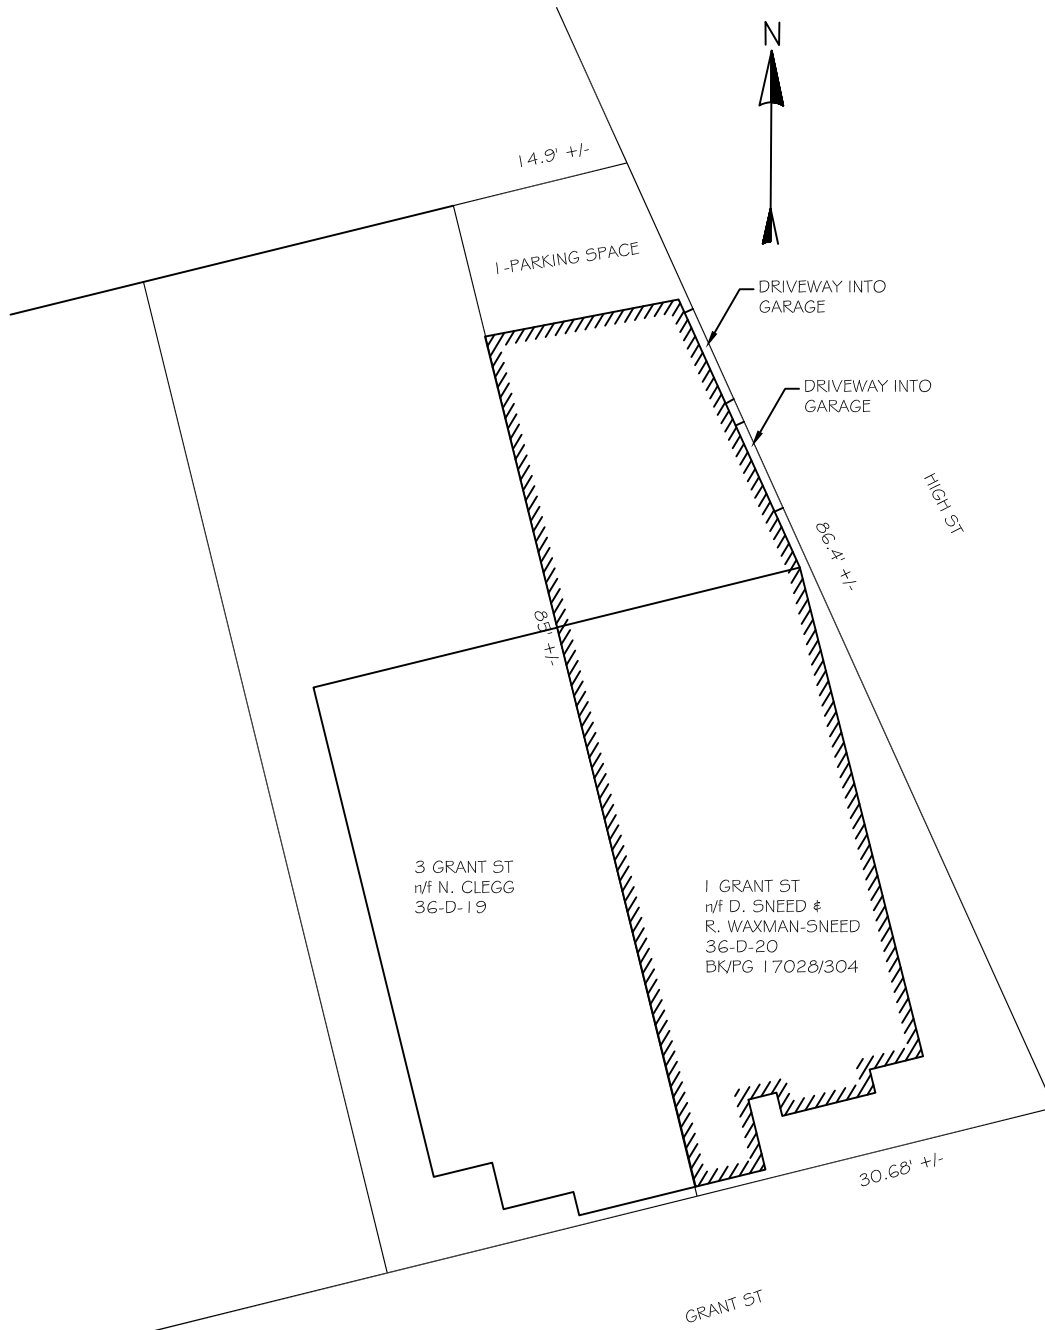 N
14.9' +/-
1-PARKING SPACE
DRIVEWAY INTO
GARAGE
DRIVEWAY INTO
GARAGE
HIGH ST
86.4' +/-
85' +/-
3 GRANT ST
n/f N. CLEGG
36-D-19
1 GRANT ST
n/f D. SNEED &
R. WAXMAN-SNEED
36-D-20
BK/PG 17028/304
30.68' +/-
GRANT ST